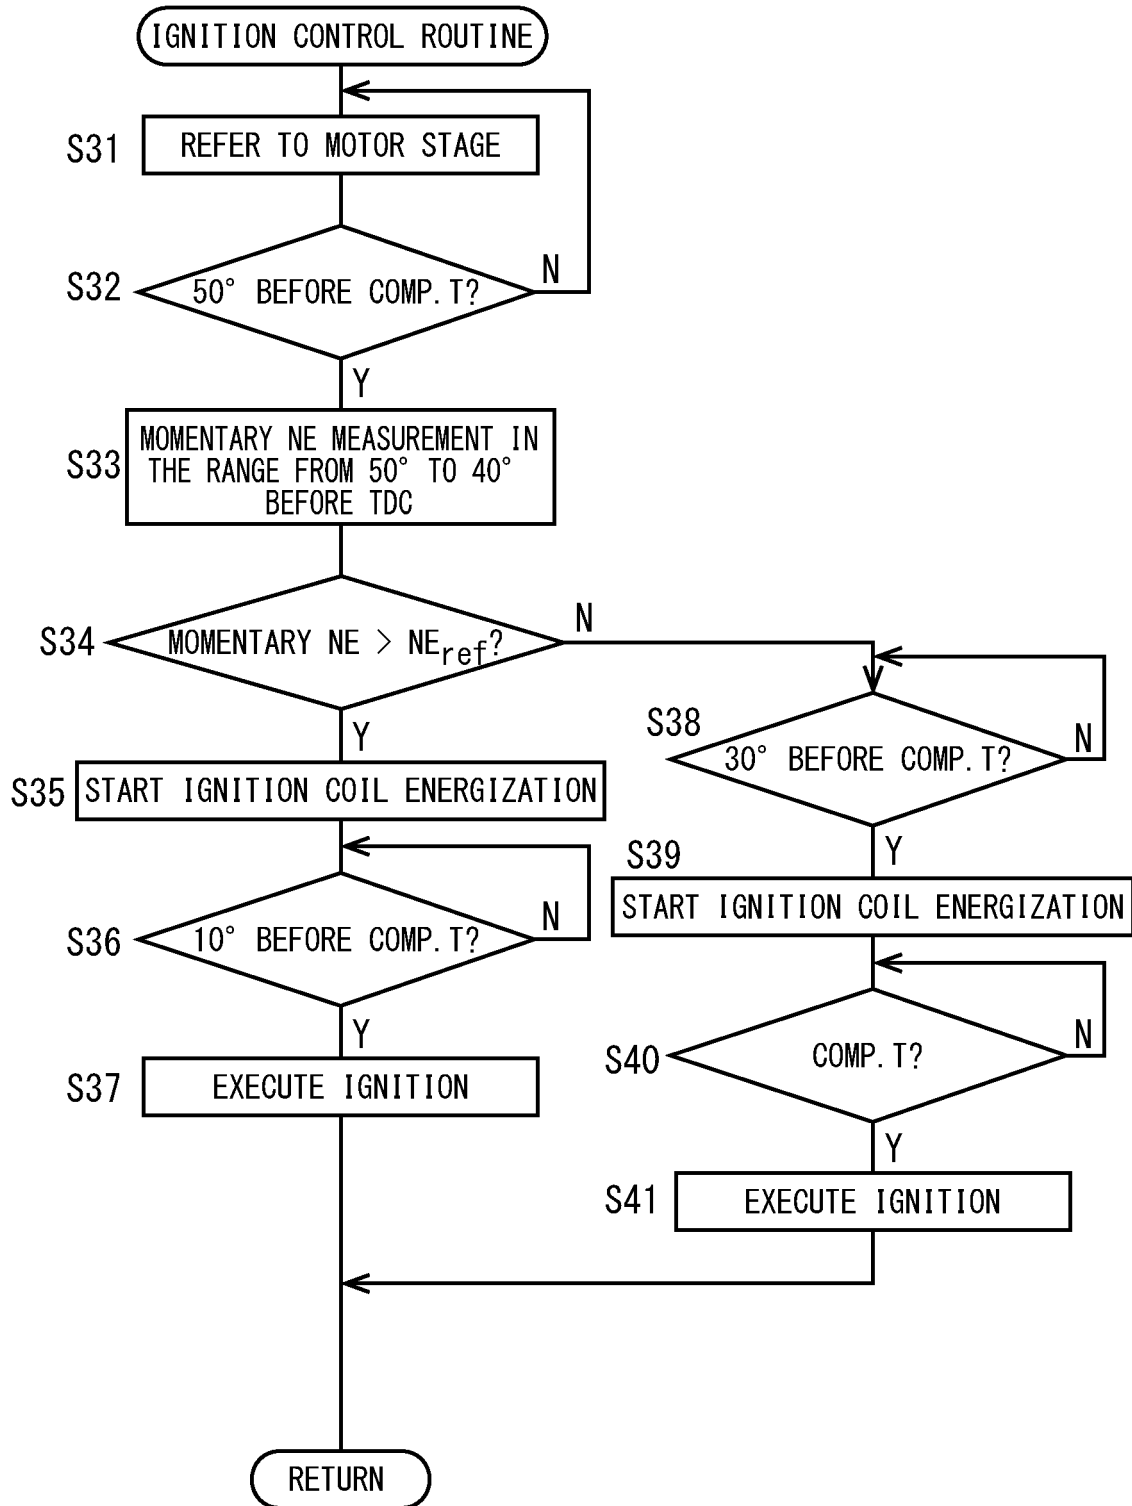 IGNITION CONTROL ROUTINE
S31
REFER TO MOTOR STAGE
S32
50° BEFORE COMP.T?
N
Y
S33
MOMENTARY NE MEASUREMENT IN
THE RANGE FROM 50° TO 40°
BEFORE TDC
S34
MOMENTARY NE > NEref?
N
Y
S35
START IGNITION COIL ENERGIZATION
S36
10° BEFORE COMP.T?
N
Y
S37
EXECUTE IGNITION
S38
30° BEFORE COMP.T?
N
Y
S39
START IGNITION COIL ENERGIZATION
S40
COMP.T?
N
Y
S41
EXECUTE IGNITION
RETURN